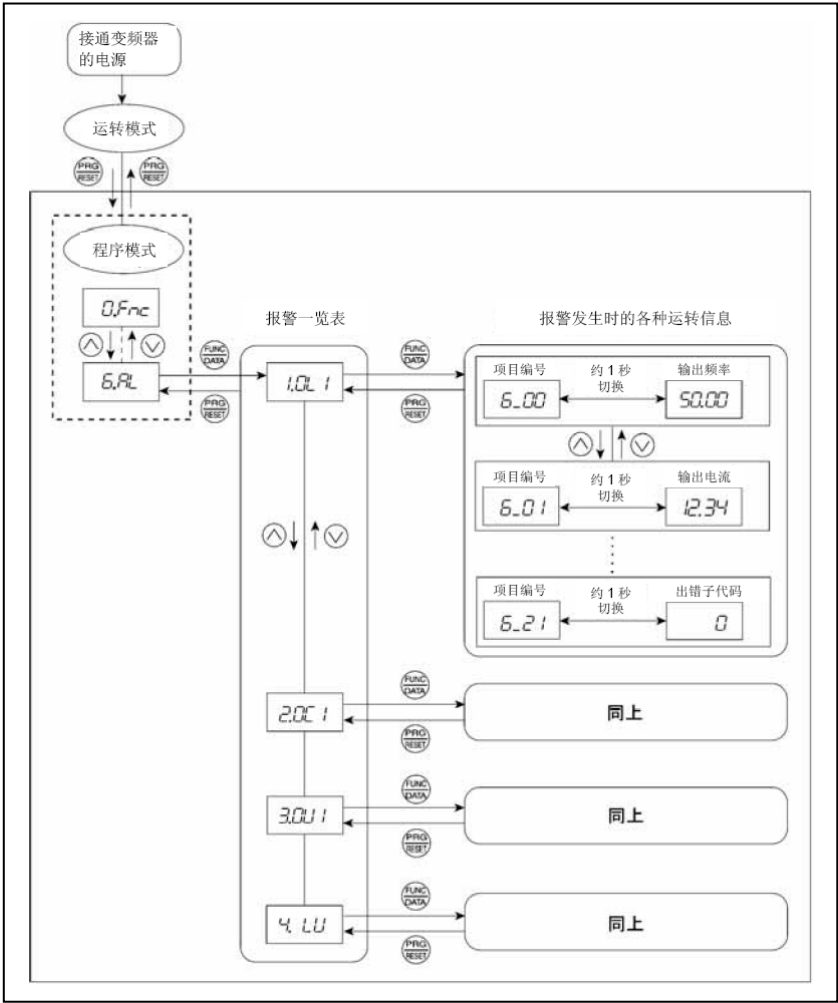 接通变频器
的电源
运转模式
PRG
RESET
PRG
RESET
程序模式
0.Fnc
6.AL
FUNC
DATA
PRG
RESET
报警一览表
1.OL1
2.OC1
3.OU1
4. LU
报警发生时的各种运转信息
FUNC
DATA
PRG
RESET
项目编号
约 1 秒
切换
输出频率
6_00
50.00
项目编号
约 1 秒
切换
输出电流
6_01
12.34
项目编号
约 1 秒
切换
出错子代码
6_21
0
FUNC
DATA
PRG
RESET
同上
FUNC
DATA
PRG
RESET
同上
FUNC
DATA
PRG
RESET
同上